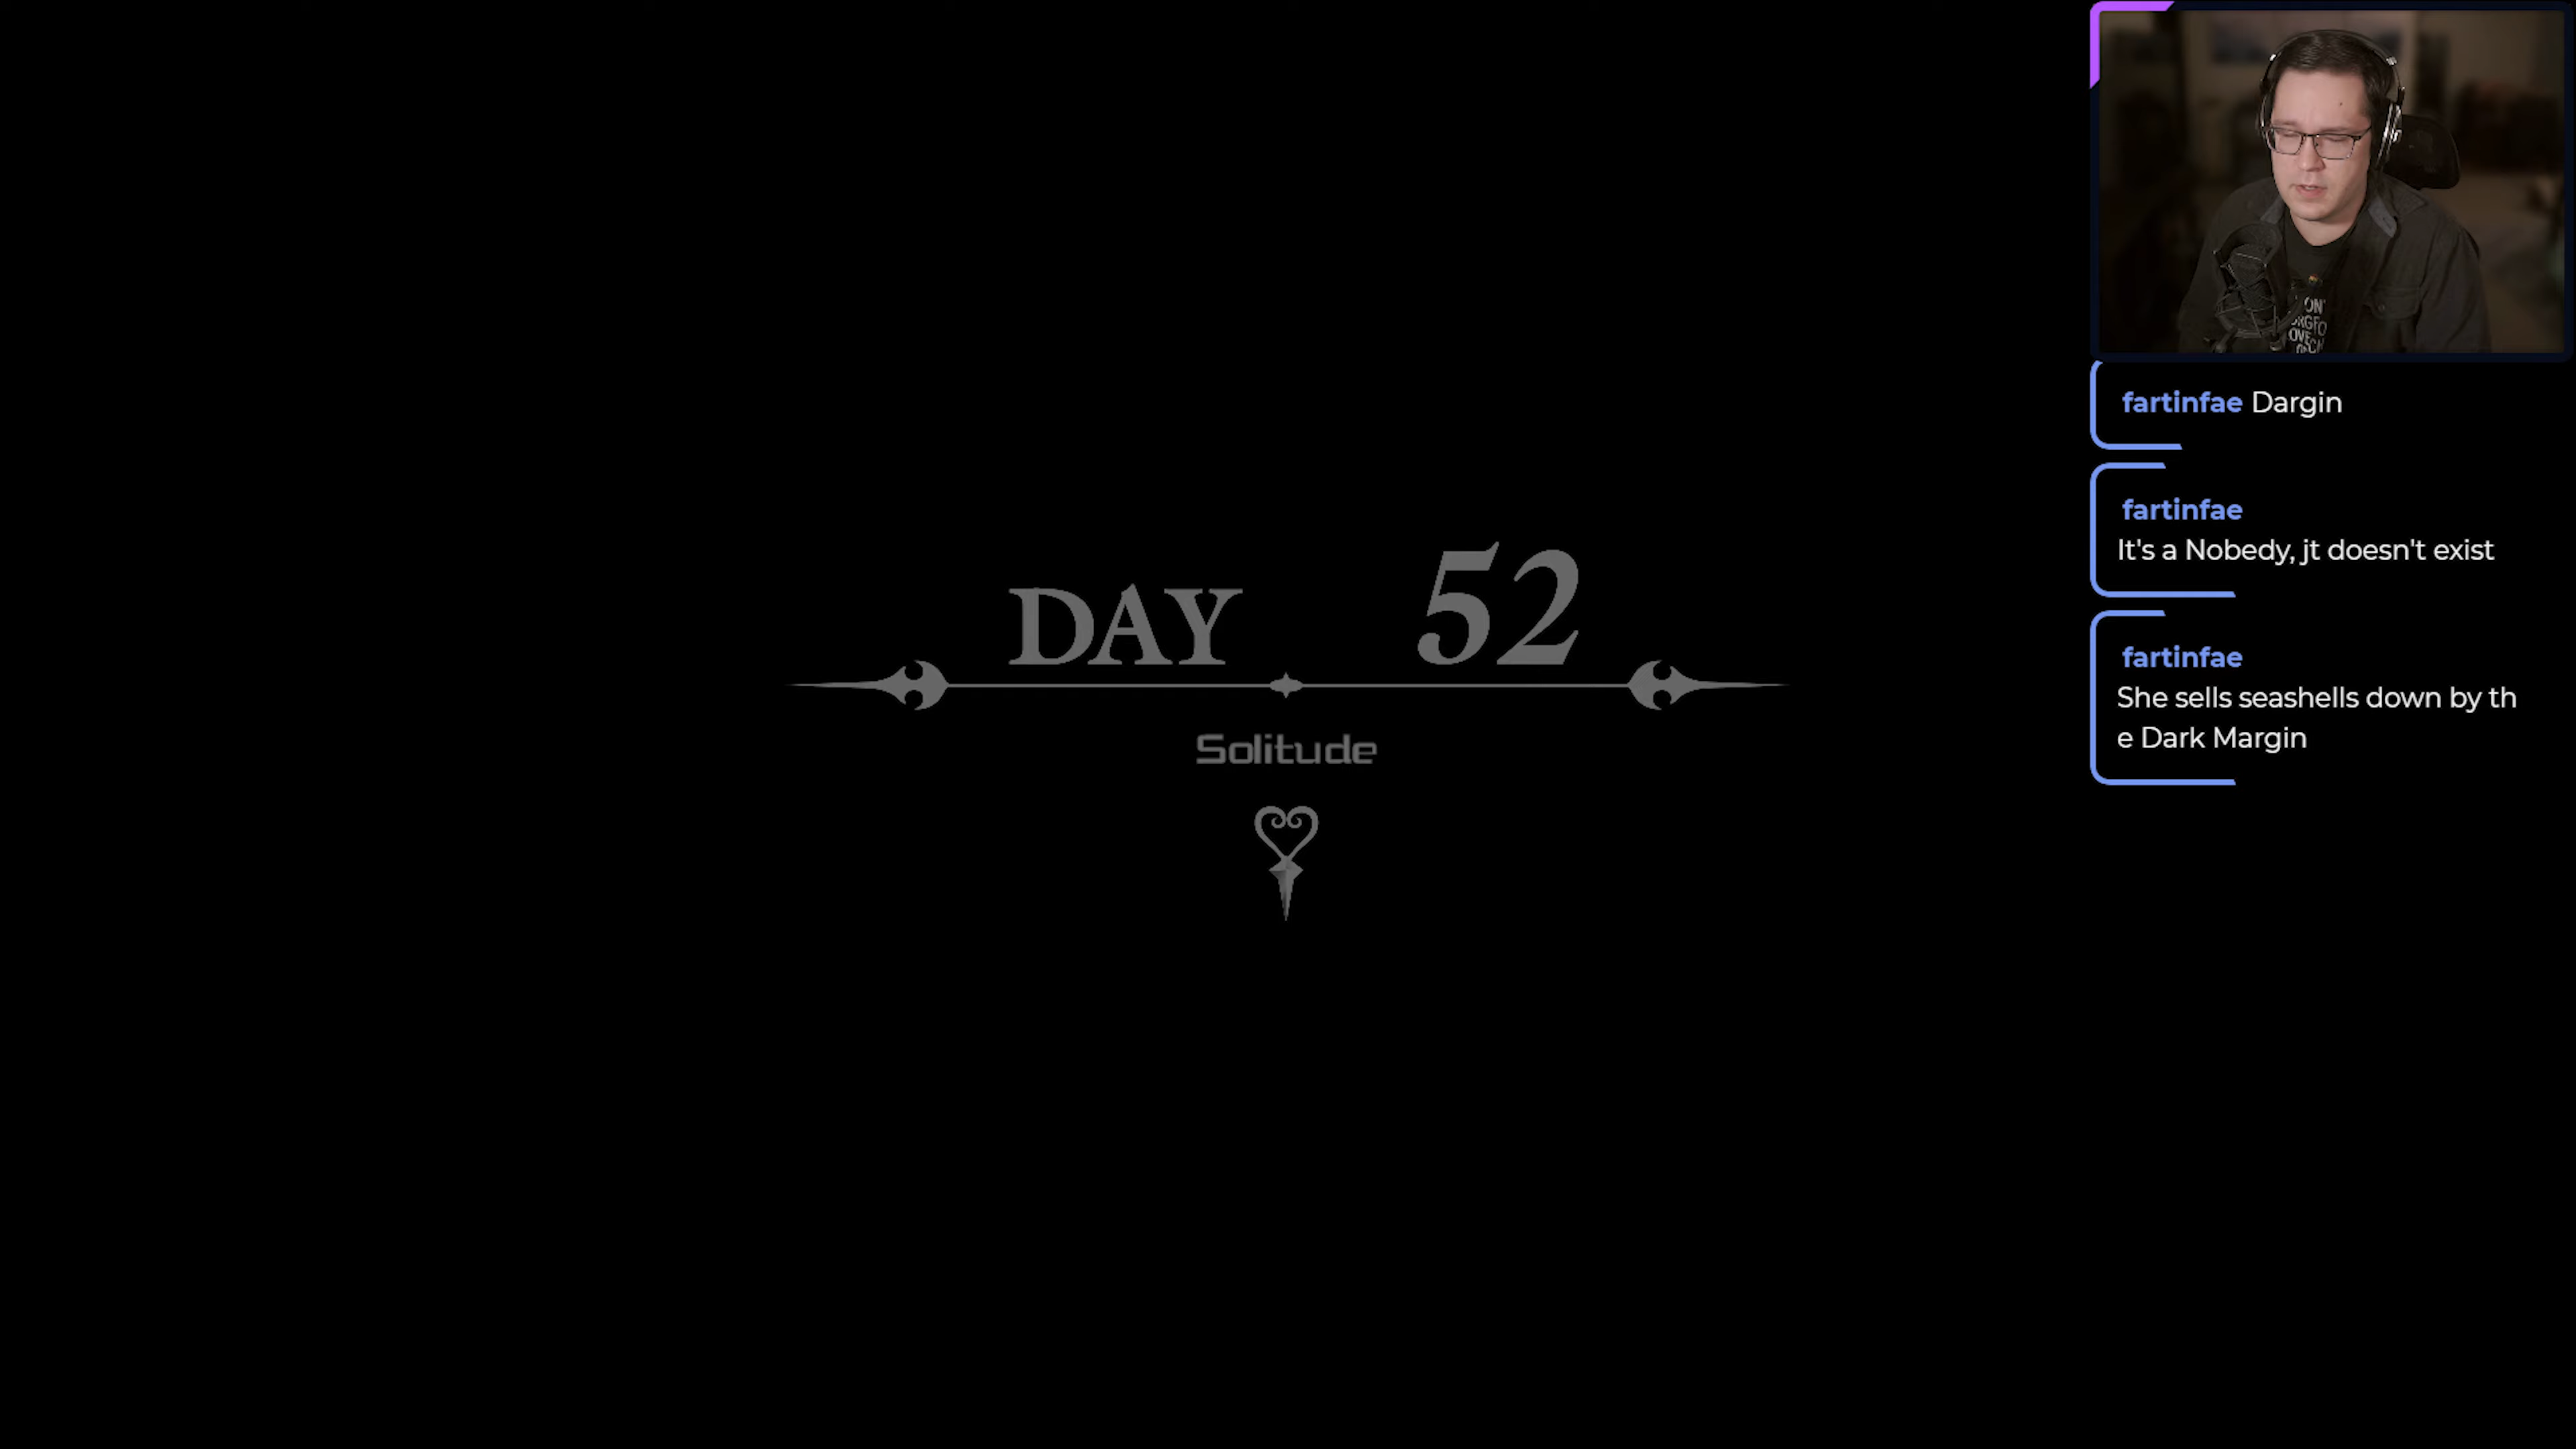 DAY 52
Solitude
fartinfae Dargin
fartinfae
It's a Nobedy, jt doesn't exist
fartinfae
She sells seashells down by th
e Dark Margin